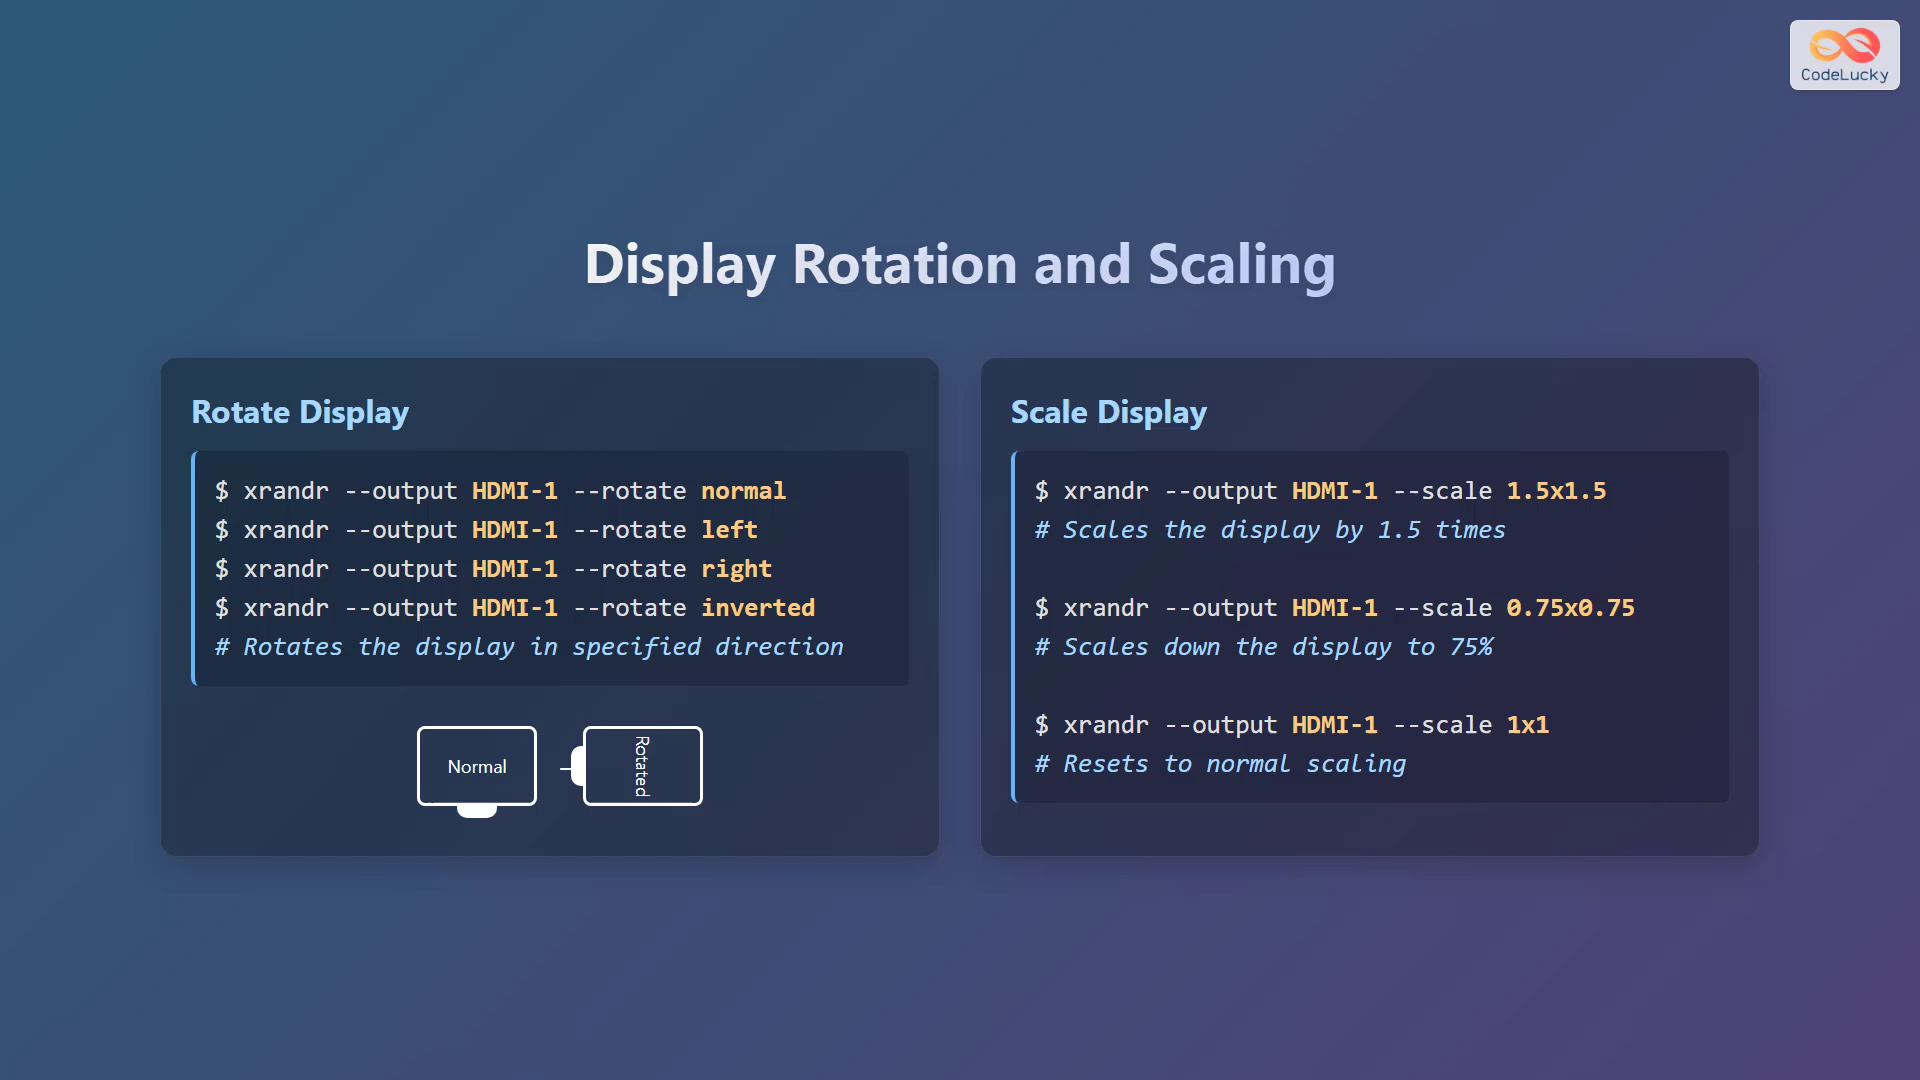 CodeLucky
Display Rotation and Scaling
Rotate Display
$ xrandr --output HDMI-1 --rotate normal
$ xrandr --output HDMI-1 --rotate left
$ xrandr --output HDMI-1 --rotate right
$ xrandr --output HDMI-1 --rotate inverted
# Rotates the display in specified direction
Normal
Rotated
Scale Display
$ xrandr --output HDMI-1 --scale 1.5x1.5
# Scales the display by 1.5 times
$ xrandr --output HDMI-1 --scale 0.75x0.75
# Scales down the display to 75%
$ xrandr --output HDMI-1 --scale 1x1
# Resets to normal scaling